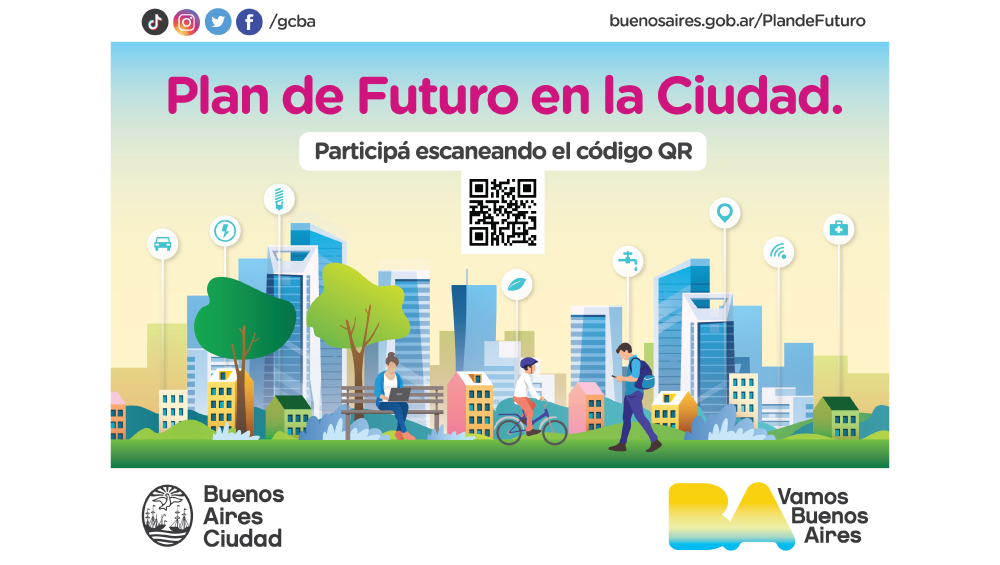 /gcba
buenosaires.gob.ar/PlandeFuturo
Plan de Futuro en la Ciudad.
Participá escaneando el código QR
Buenos
Aires
Ciudad
BA
Vamos
Buenos
Aires